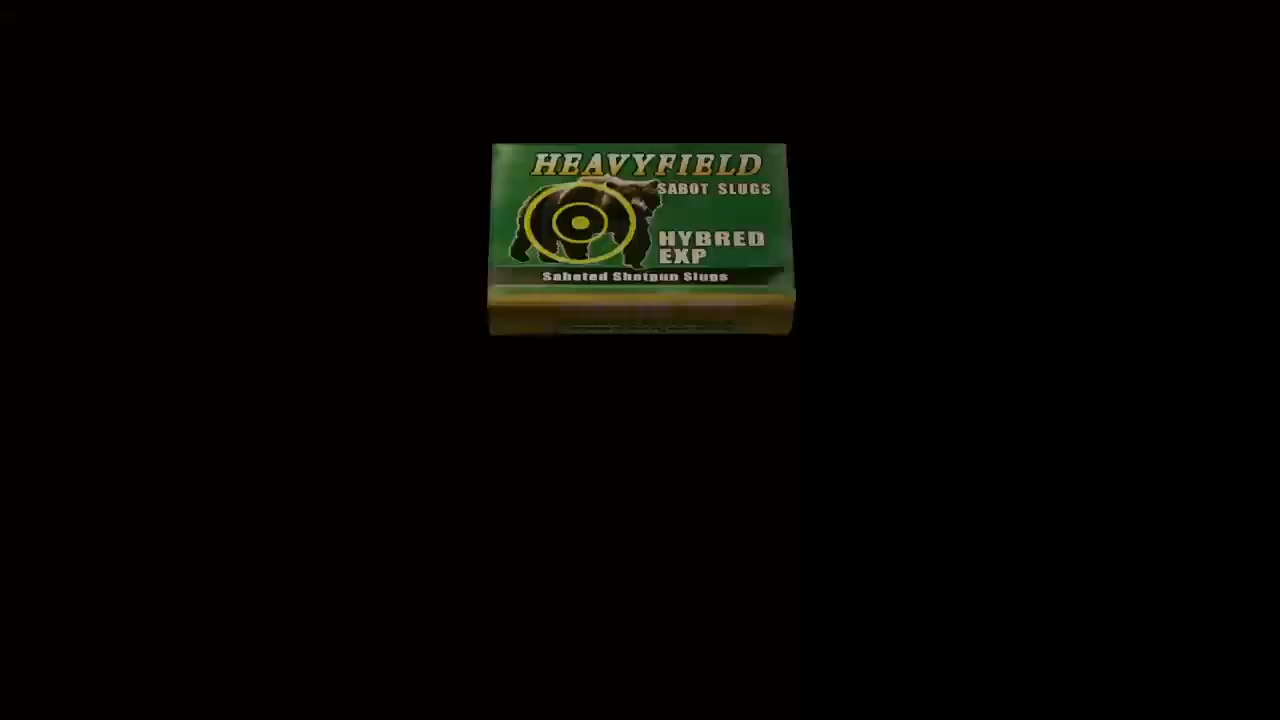 HEAVYFIELD
SABOT SLUGS
HYBRED
EXP
Saboted Shotgun Slugs